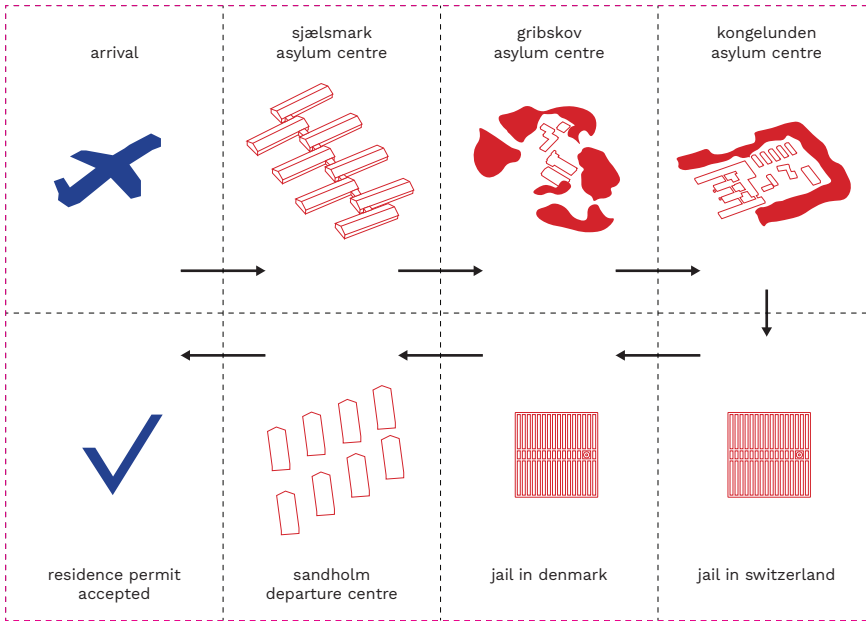 arrival
sjælsmark
asylum centre
gribskov
asylum centre
kongelunden
asylum centre
residence permit
accepted
sandholm
departure centre
jail in denmark
jail in switzerland